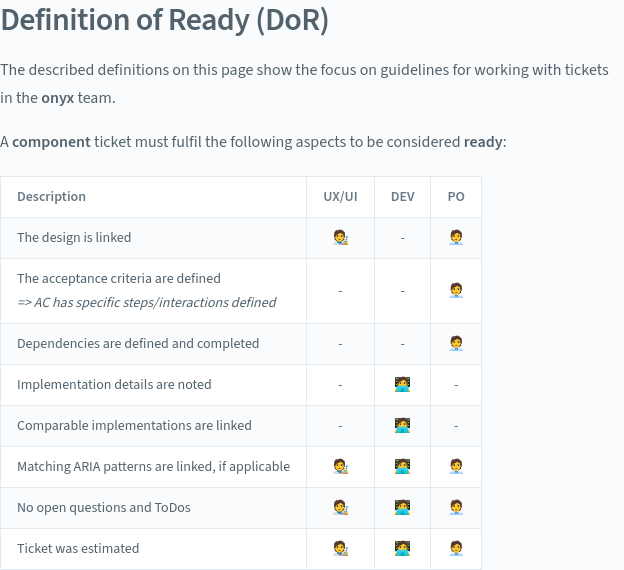 Definition of Ready (DoR)
The described definitions on this page show the focus on guidelines for working with tickets
in the onyx team.
A component ticket must fulfil the following aspects to be considered ready:
Description UX/UI DEV PO
The design is linked 🧑‍🎨 - 🧑‍💼
The acceptance criteria are defined
=> AC has specific steps/interactions defined - - 🧑‍💼
Dependencies are defined and completed - - 🧑‍💼
Implementation details are noted - 🧑‍💻 -
Comparable implementations are linked - 🧑‍💻 -
Matching ARIA patterns are linked, if applicable 🧑‍🎨 🧑‍💻 🧑‍💼
No open questions and ToDos 🧑‍🎨 🧑‍💻 🧑‍💼
Ticket was estimated 🧑‍🎨 🧑‍💻 🧑‍💼